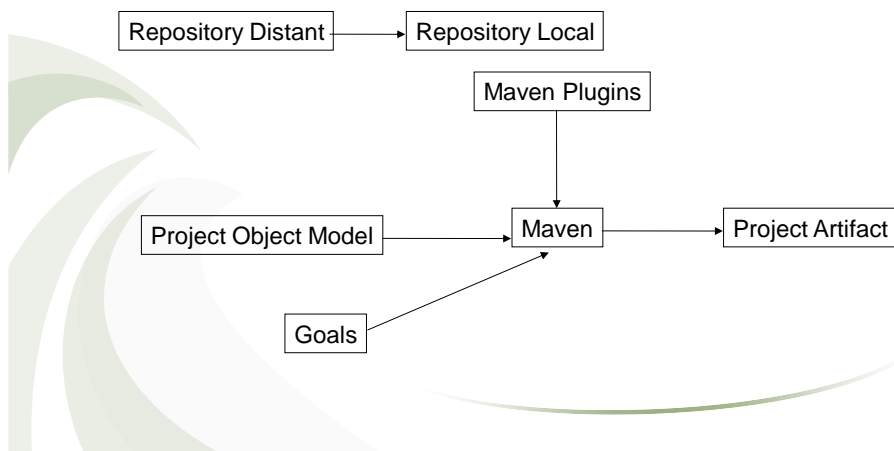 Repository Distant
Repository Local
Maven Plugins
Project Object Model
Maven
Project Artifact
Goals